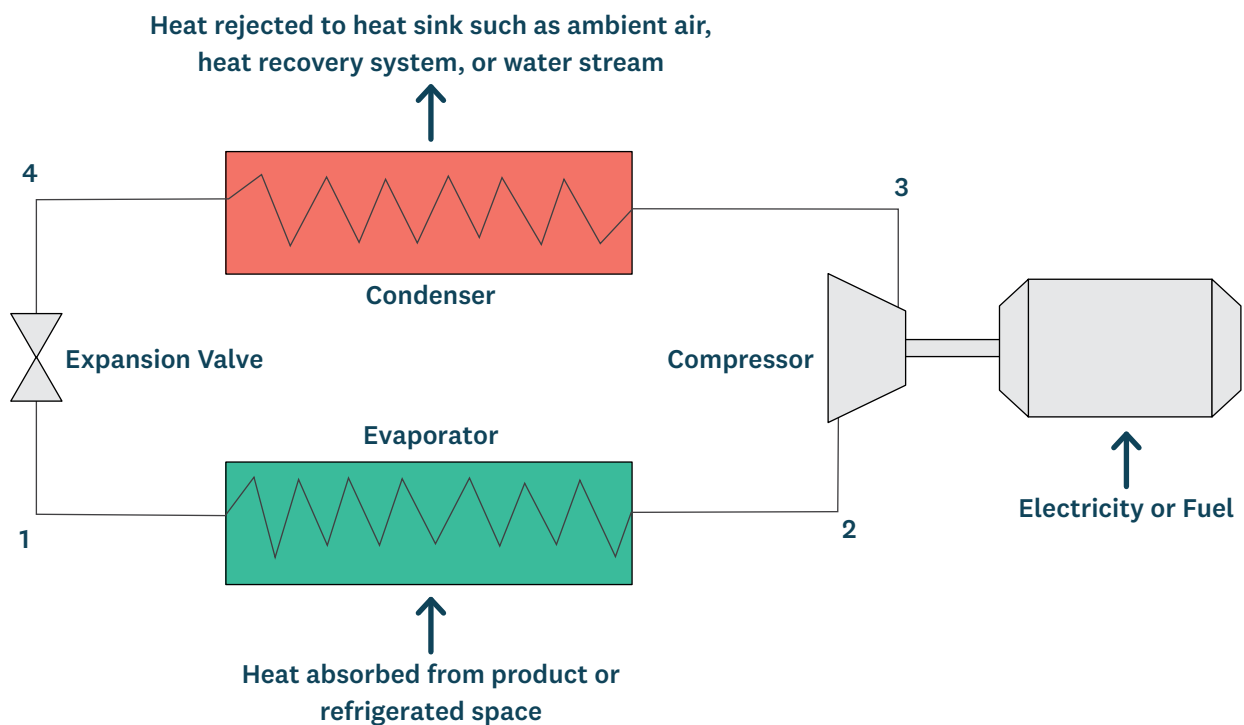 Heat rejected to heat sink such as ambient air,
heat recovery system, or water stream
4
3
Condenser
Expansion Valve
Compressor
Evaporator
Electricity or Fuel
1
2
Heat absorbed from product or
refrigerated space